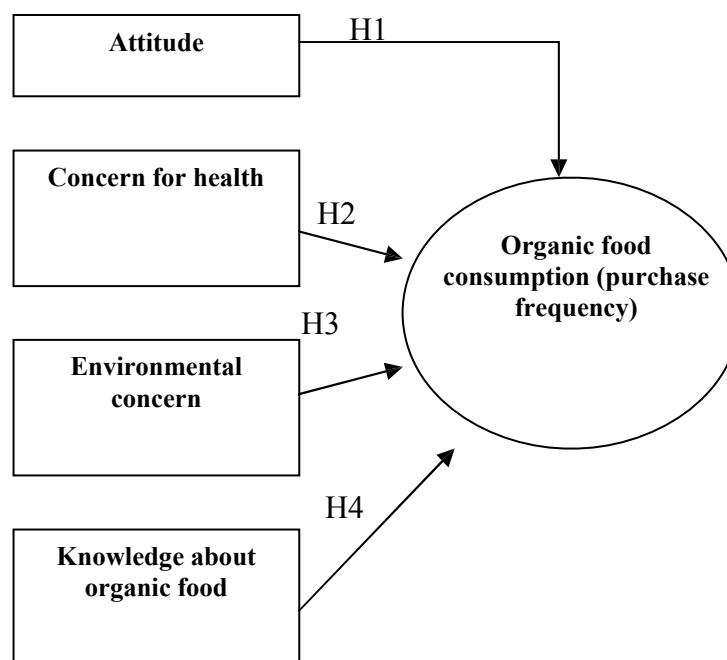 Attitude
H1
Concern for health
H2
Organic food
consumption (purchase
frequency)
H3
Environmental
concern
H4
Knowledge about
organic food